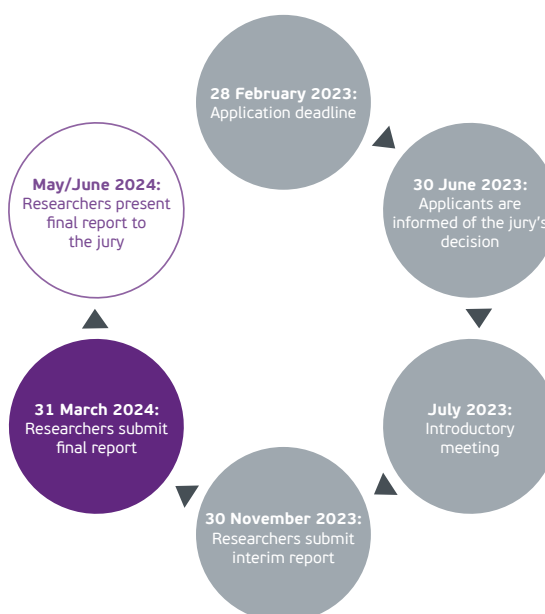 28 February 2023:
Application deadline
30 June 2023:
Applicants are
informed of the jury's
decision
July 2023:
Introductory
meeting
30 November 2023:
Researchers submit
interim report
31 March 2024:
Researchers submit
final report
May/June 2024:
Researchers present
final report to
the jury